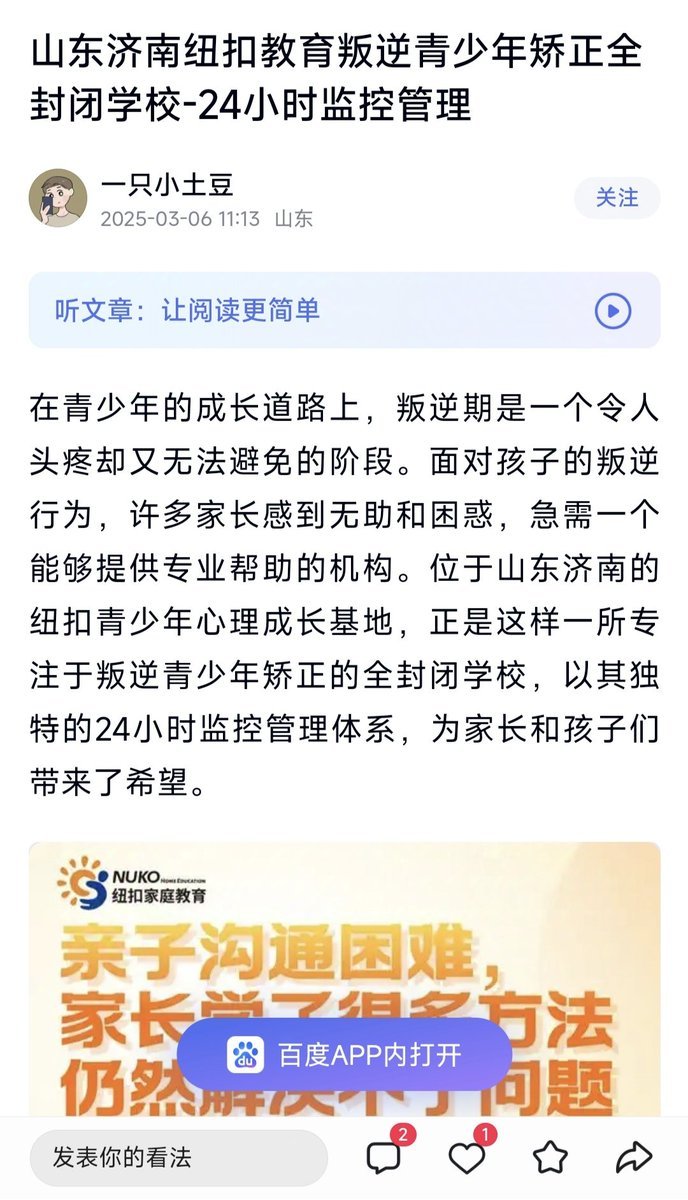 山东济南纽扣教育叛逆青少年矫正全
封闭学校-24小时监控管理
一只小土豆
2025-03-06 11:13 山东
关注
听文章：让阅读更简单
在青少年的成长道路上，叛逆期是一个令人
头疼却又无法避免的阶段。面对孩子的叛逆
行为，许多家长感到无助和困惑，急需一个
能够提供专业帮助的机构。位于山东济南的
纽扣青少年心理成长基地，正是这样一所专
注于叛逆青少年矫正的全封闭学校，以其独
特的24小时监控管理体系，为家长和孩子们
带来了希望。
NUKO HOME EDUCATION
纽扣家庭教育
亲子沟通困难，
家长学了很多方法
仍然解决不了问题
du 百度APP内打开
发表你的看法
2
1